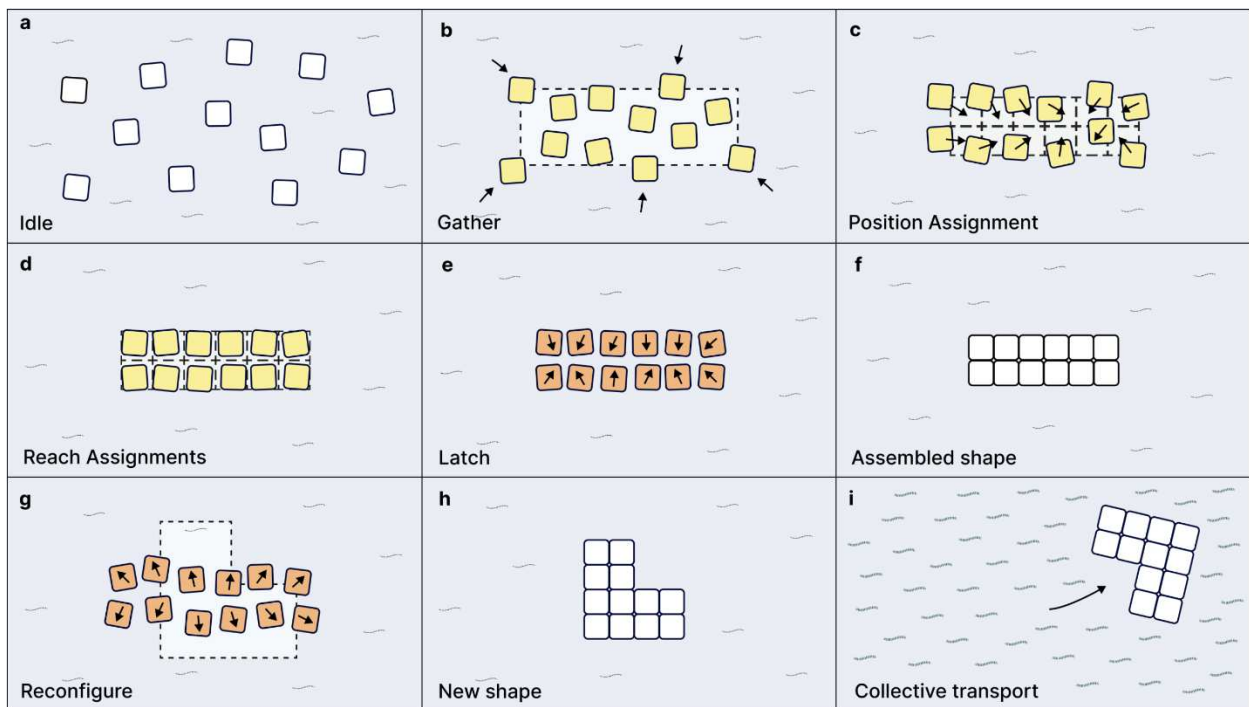 a
Idle
b
Gather
c
Position Assignment
d
Reach Assignments
e
Latch
f
Assembled shape
g
Reconfigure
h
New shape
i
Collective transport